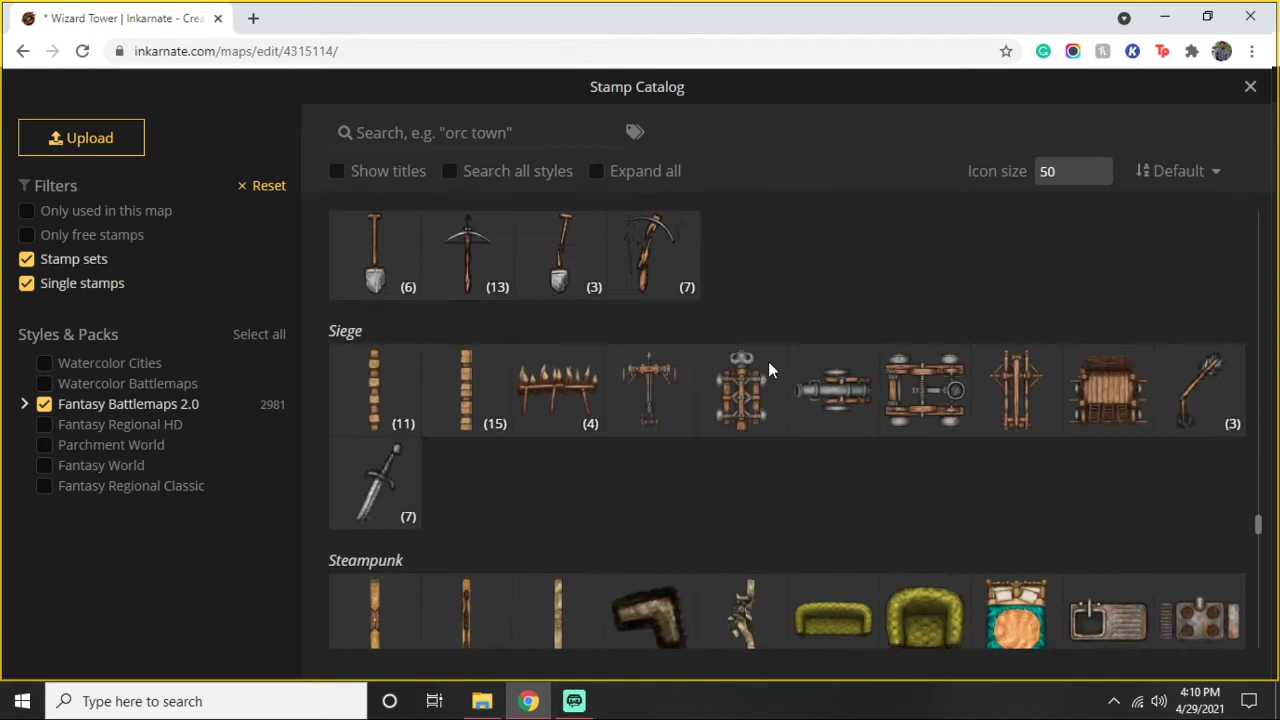 * Wizard Tower | Inkarnate - Crea
inkarnate.com/maps/edit/4315114/
Stamp Catalog
Upload
Filters
Reset
Only used in this map
Only free stamps
Stamp sets
Single stamps
Styles & Packs
Select all
Watercolor Cities
Watercolor Battlemaps
Fantasy Battlemaps 2.0
2981
Fantasy Regional HD
Parchment World
Fantasy World
Fantasy Regional Classic
Search, e.g. "orc town"
Show titles
Search all styles
Expand all
Icon size
50
Default
(6)
(13)
(3)
(7)
Siege
(11)
(15)
(4)
(3)
(7)
Steampunk
Type here to search
4:10 PM
4/29/2021